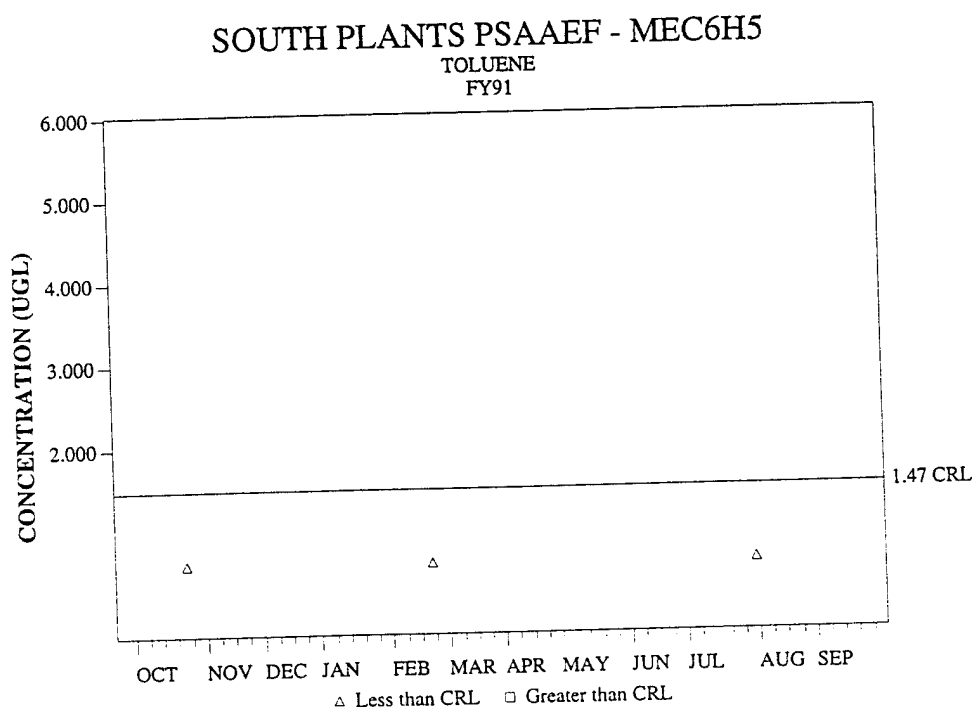 SOUTH PLANTS PSAAEF - MEC6H5
TOLUENE
FY91
6.000
5.000
4.000
3.000
2.000
CONCENTRATION (UGL)
1.47 CRL
OCT NOV DEC JAN FEB MAR APR MAY JUN JUL AUG SEP
△ Less than CRL □ Greater than CRL